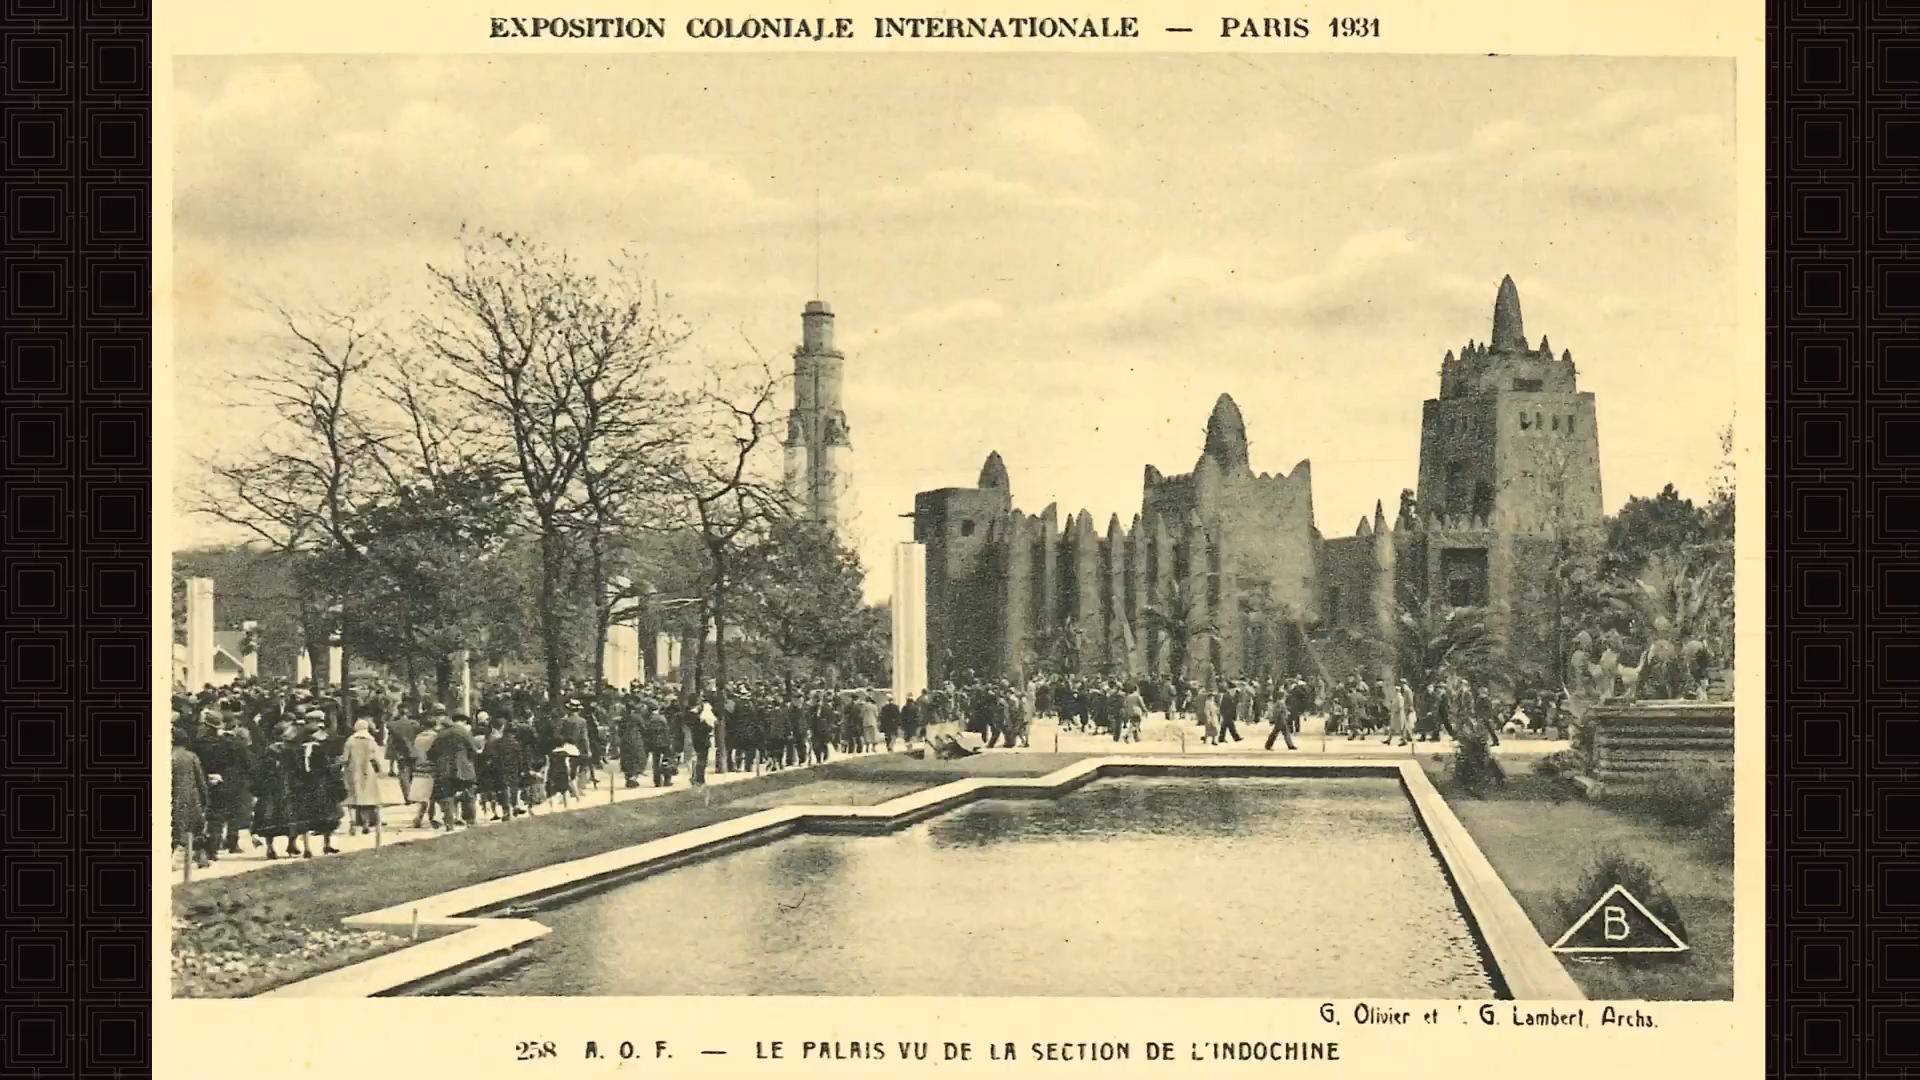 EXPOSITION COLONIALE INTERNATIONALE — PARIS 1931
B
G. Olivier et G. Lambert, Archs.
258 A. O. F. — LE PALAIS VU DE LA SECTION DE L'INDOCHINE